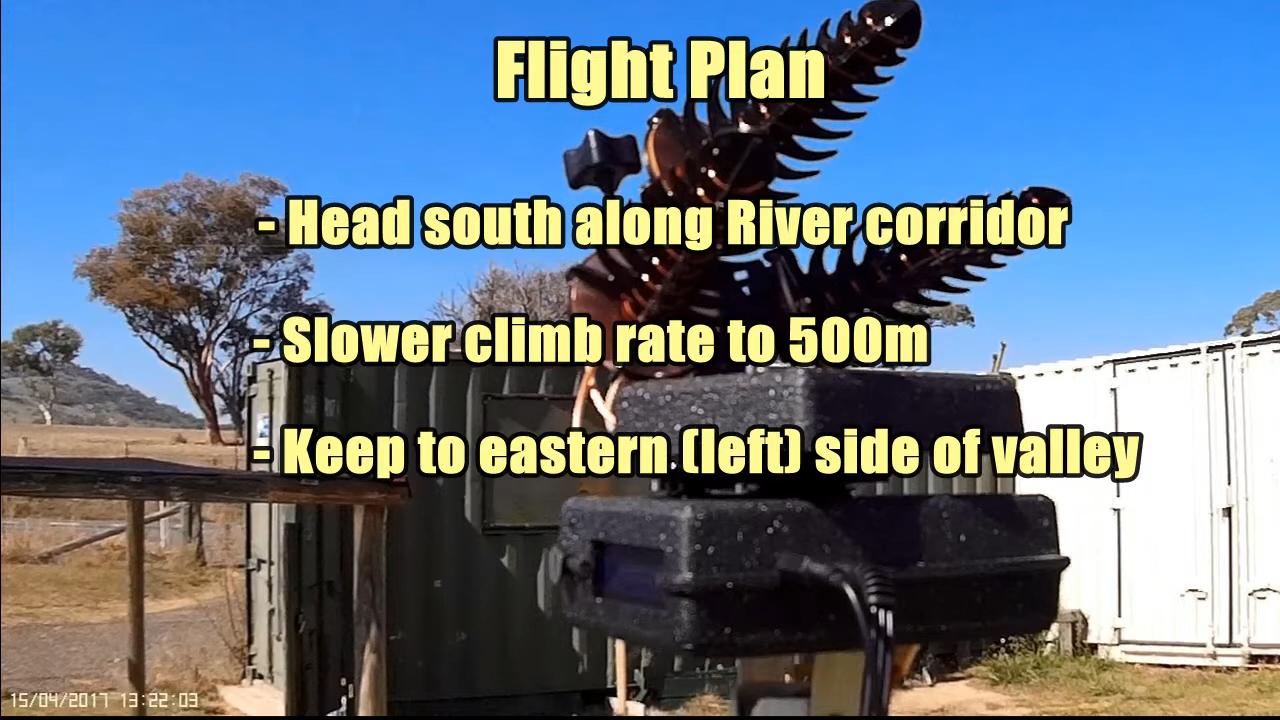 Flight Plan
- Head south along River corridor
- Slower climb rate to 500m
- Keep to eastern (left) side of valley
15/04/2017 13:22:03